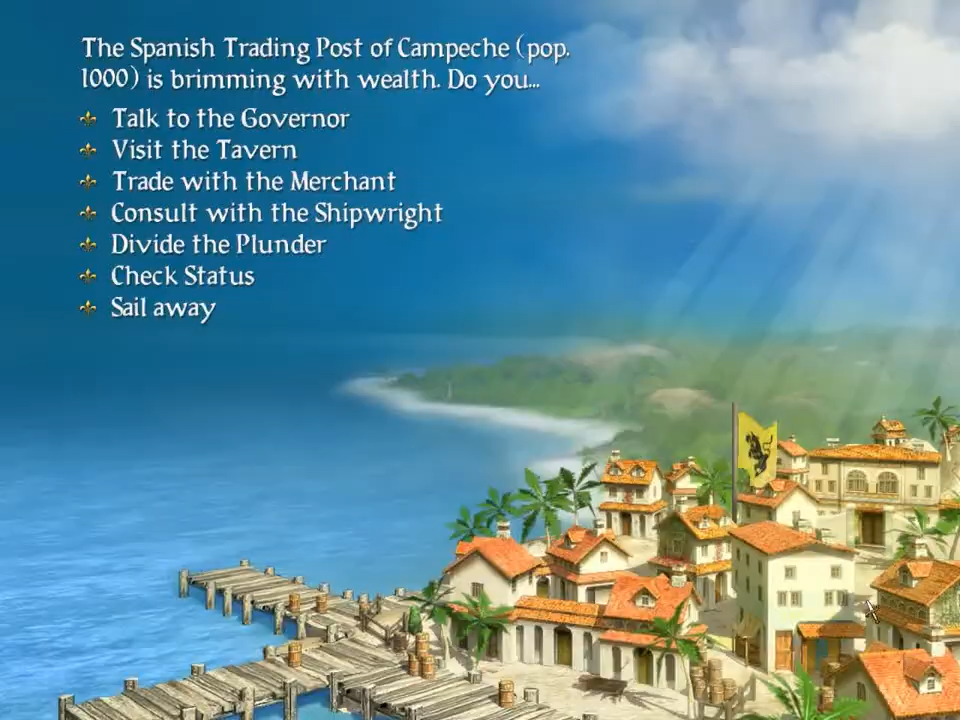 The Spanish Trading Post of Campeche (pop.
1000) is brimming with wealth. Do you...
Talk to the Governor
Visit the Tavern
Trade with the Merchant
Consult with the Shipwright
Divide the Plunder
Check Status
Sail away